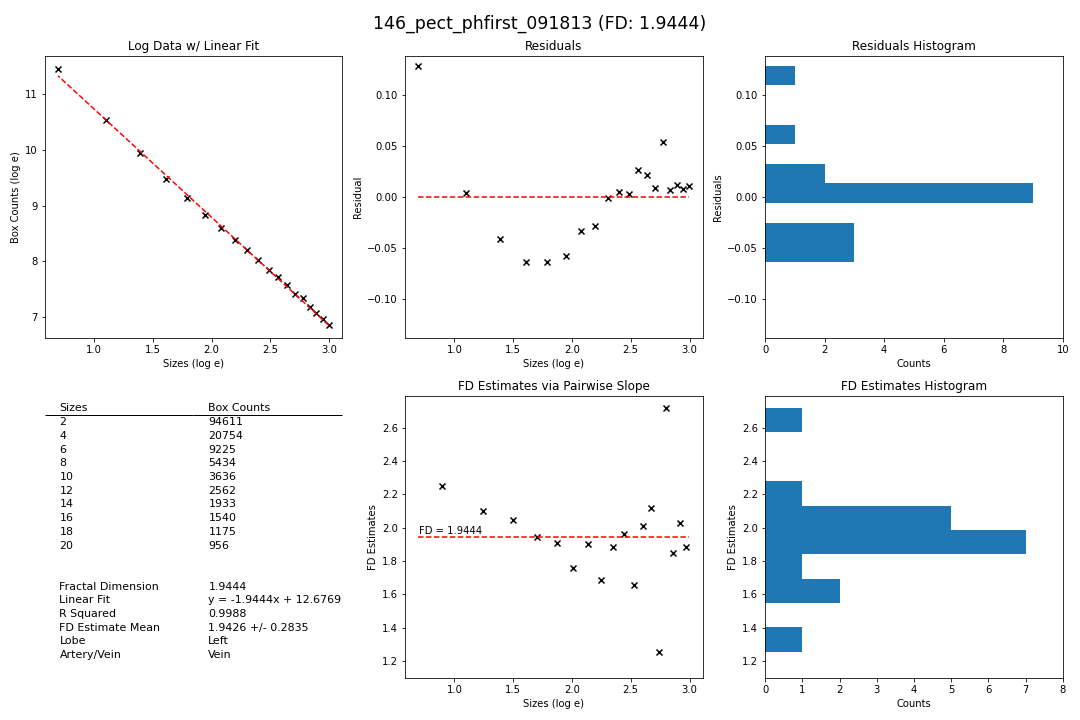 146_pect_phfirst_091813 (FD: 1.9444)
Log Data w/ Linear Fit
Box Counts (log e)
11
10
9
8
7
1.0 1.5 2.0 2.5 3.0
Sizes (log e)
Residuals
Residual
0.10
0.05
0.00
−0.05
−0.10
1.0 1.5 2.0 2.5 3.0
Sizes (log e)
Residuals Histogram
Residuals
0.10
0.05
0.00
−0.05
−0.10
0 2 4 6 8 10
Counts
Sizes Box Counts
2 94611
4 20754
6 9225
8 5434
10 3636
12 2562
14 1933
16 1540
18 1175
20 956
Fractal Dimension 1.9444
Linear Fit y = -1.9444x + 12.6769
R Squared 0.9988
FD Estimate Mean 1.9426 +/- 0.2835
Lobe Left
Artery/Vein Vein
FD Estimates via Pairwise Slope
FD Estimates
2.6
2.4
2.2
2.0
1.8
1.6
1.4
1.2
FD = 1.9444
1.0 1.5 2.0 2.5 3.0
Sizes (log e)
FD Estimates Histogram
FD Estimates
2.6
2.4
2.2
2.0
1.8
1.6
1.4
1.2
0 1 2 3 4 5 6 7 8
Counts